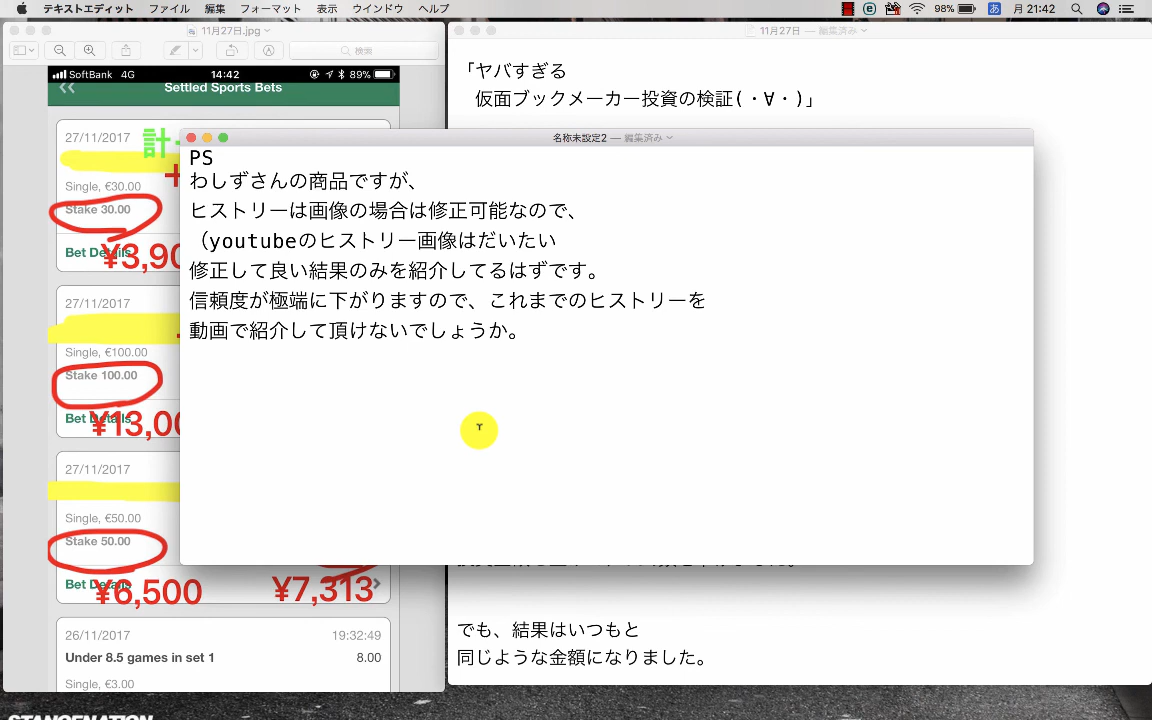 テキストエディット ファイル 編集 フォーマット 表示 ウインドウ ヘルプ
98% あ 月 21:42
11月27日.jpg
検索
11月27日 — 編集済み
SoftBank 4G 14:42 89%
Settled Sports Bets
27/11/2017
計
+
Single, €30.00
Stake 30.00
Bet Details
¥3,90
27/11/2017
Single, €100.00
Stake 100.00
Bet Details
¥13,00
27/11/2017
Single, €50.00
Stake 50.00
Bet Details
¥6,500 ¥7,313
26/11/2017 19:32:49
Under 8.5 games in set 1 8.00
Single, €3.00
「ヤバすぎる
仮面ブックメーカー投資の検証(・∀・)」
名称未設定2 — 編集済み
PS
わしずさんの商品ですが、
ヒストリーは画像の場合は修正可能なので、
（youtubeのヒストリー画像はだいたい
修正して良い結果のみを紹介してるはずです。
信頼度が極端に下がりますので、これまでのヒストリーを
動画で紹介して頂けないでしょうか。
でも、結果はいつもと
同じような金額になりました。